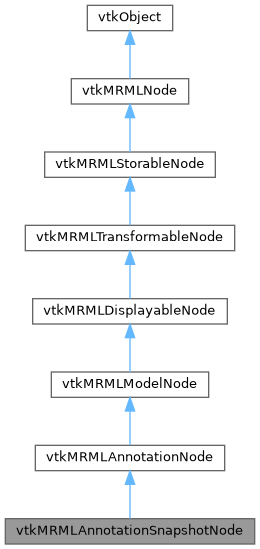 vtkObject
vtkMRMLNode
vtkMRMLStorableNode
vtkMRMLTransformableNode
vtkMRMLDisplayableNode
vtkMRMLModelNode
vtkMRMLAnnotationNode
vtkMRMLAnnotationSnapshotNode